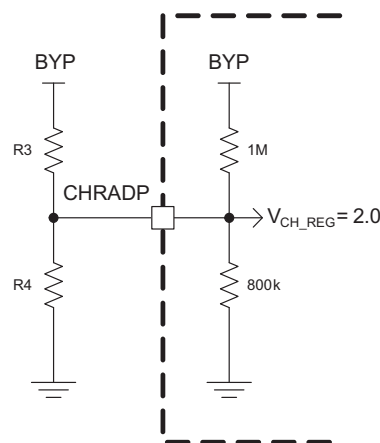 BYP
BYP
R3
1M
CHRADP
V_CH_REG = 2.0
R4
800k